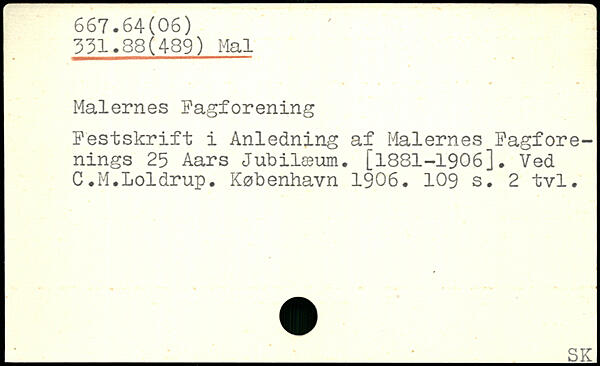 667.64(06)
331.88(489) Mal
Malernes Fagforening
Festskrift i Anledning af Malernes Fagfore-
nings 25 Aars Jubilæum. [1881-1906]. Ved
C.M.Loldrup. København 1906. 109 s. 2 tvl.
SK